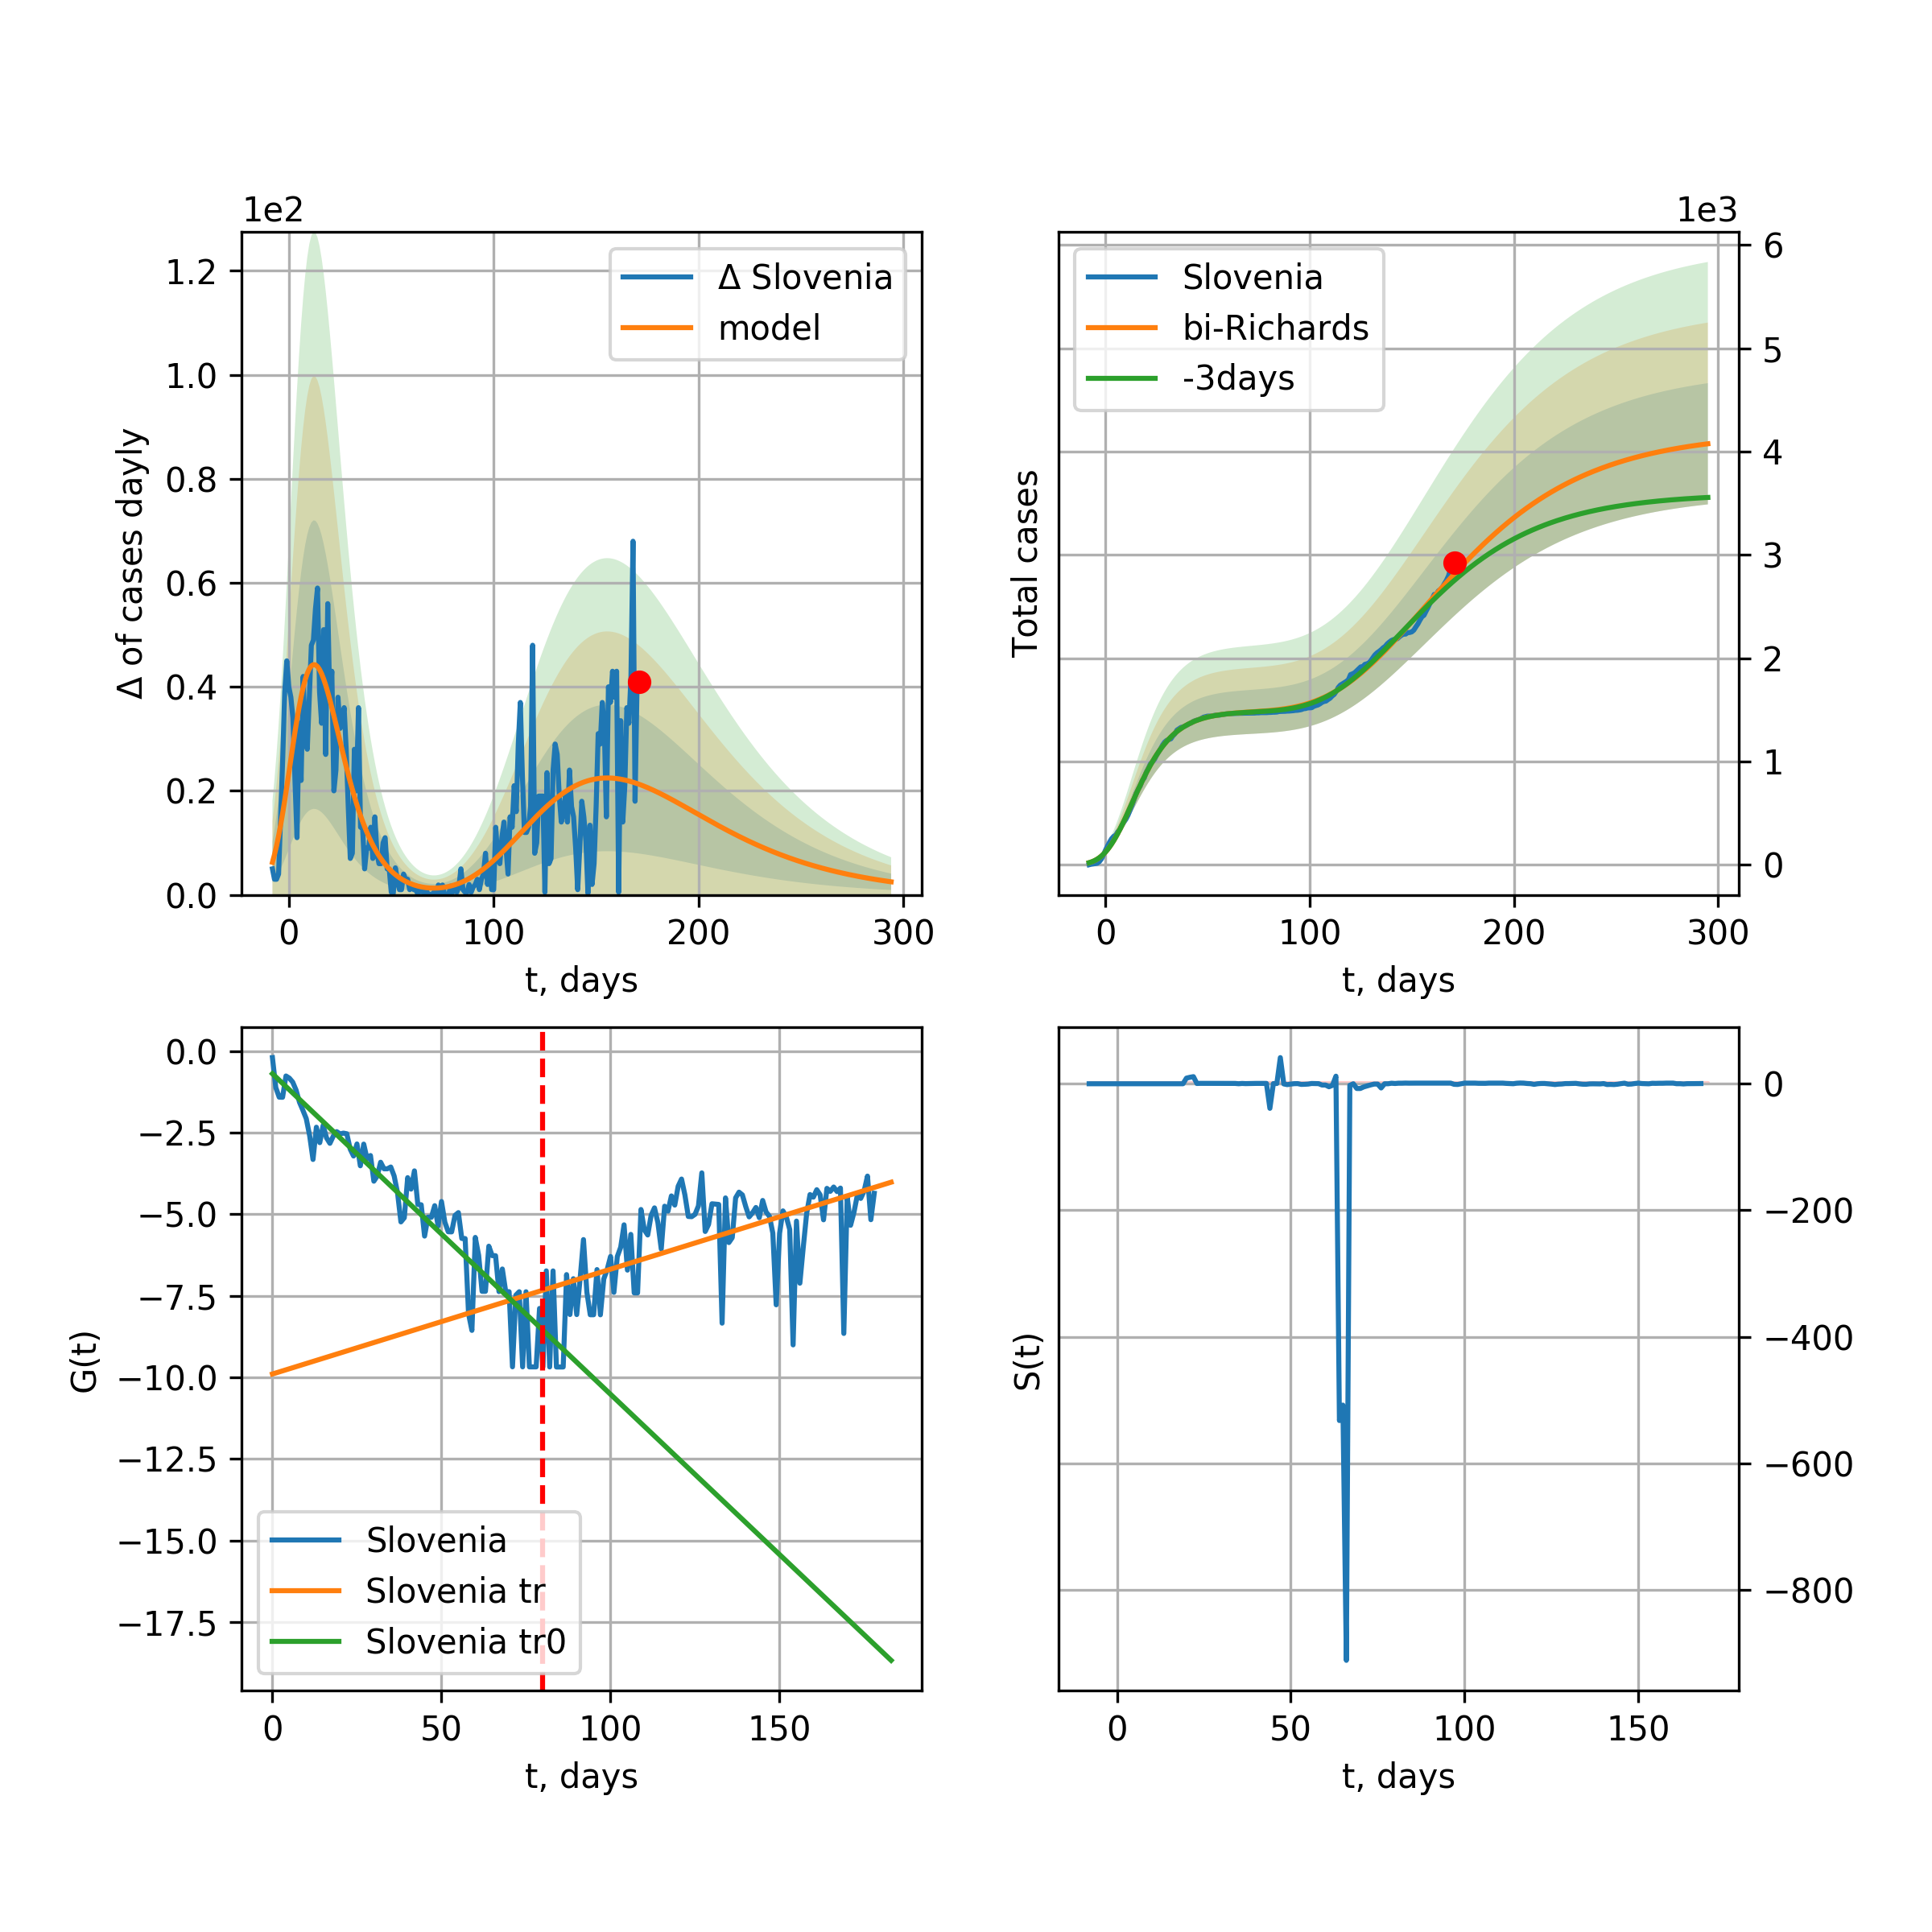 1e2
1.2
1.0
0.8
0.6
0.4
0.2
0.0
Δ of cases dayly
Δ Slovenia
model
0 100 200 300
t, days
1e3
6
5
4
3
2
1
0
Total cases
Slovenia
bi-Richards
-3days
0 100 200 300
t, days
0.0
−2.5
−5.0
−7.5
−10.0
−12.5
−15.0
−17.5
G(t)
Slovenia
Slovenia tr
Slovenia tr0
0 50 100 150
t, days
0
−200
−400
−600
−800
S(t)
0 50 100 150
t, days